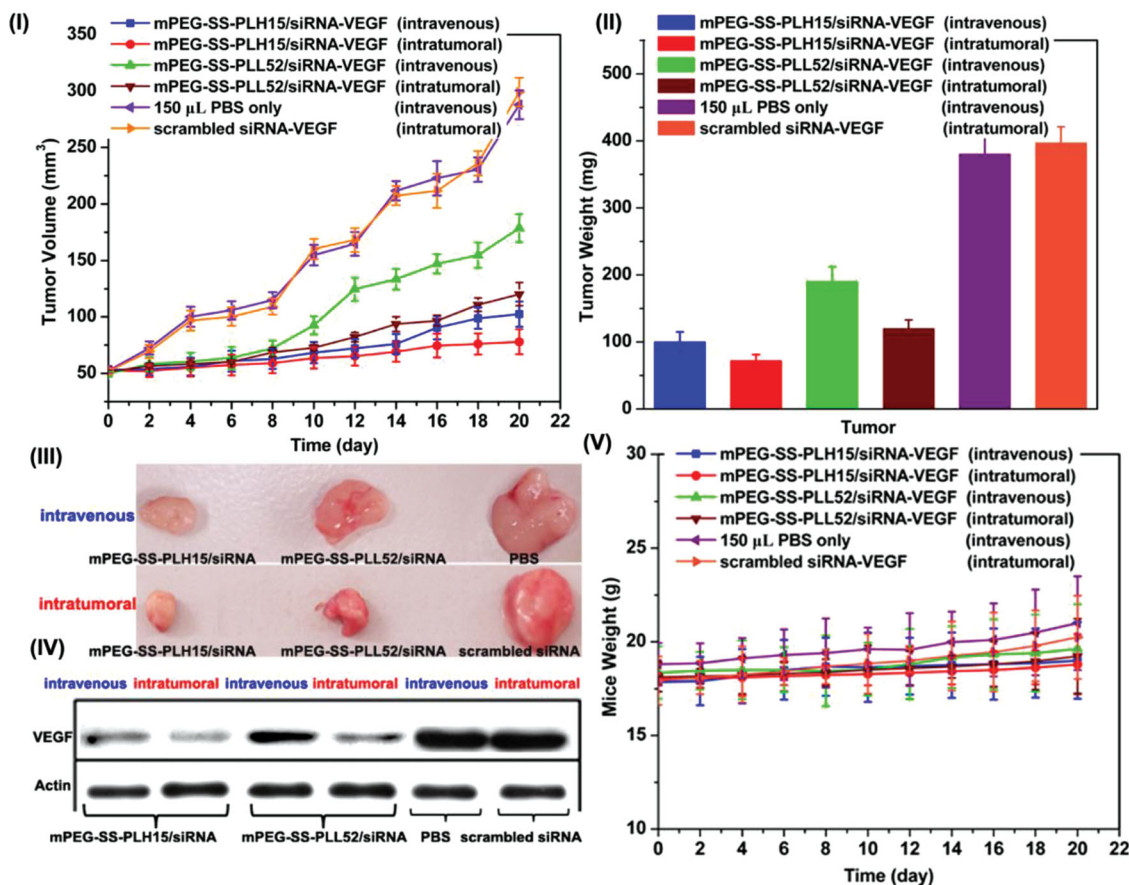 (I)
mPEG-SS-PLH15/siRNA-VEGF (intravenous)
mPEG-SS-PLH15/siRNA-VEGF (intratumoral)
mPEG-SS-PLL52/siRNA-VEGF (intravenous)
mPEG-SS-PLL52/siRNA-VEGF (intratumoral)
150 µL PBS only (intravenous)
scrambled siRNA-VEGF (intratumoral)
350
300
250
200
150
100
50
Tumor Volume (mm³)
0 2 4 6 8 10 12 14 16 18 20 22
Time (day)
(II)
mPEG-SS-PLH15/siRNA-VEGF (intravenous)
mPEG-SS-PLH15/siRNA-VEGF (intratumoral)
mPEG-SS-PLL52/siRNA-VEGF (intravenous)
mPEG-SS-PLL52/siRNA-VEGF (intratumoral)
150 µL PBS only (intravenous)
scrambled siRNA-VEGF (intratumoral)
600
500
400
300
200
100
0
Tumor Weight (mg)
Tumor
(III)
intravenous
mPEG-SS-PLH15/siRNA mPEG-SS-PLL52/siRNA PBS
intratumoral
mPEG-SS-PLH15/siRNA mPEG-SS-PLL52/siRNA scrambled siRNA
(IV)
intravenous intratumoral intravenous intratumoral intravenous intratumoral
VEGF
Actin
mPEG-SS-PLH15/siRNA mPEG-SS-PLL52/siRNA PBS scrambled siRNA
(V)
mPEG-SS-PLH15/siRNA-VEGF (intravenous)
mPEG-SS-PLH15/siRNA-VEGF (intratumoral)
mPEG-SS-PLL52/siRNA-VEGF (intravenous)
mPEG-SS-PLL52/siRNA-VEGF (intratumoral)
150 µL PBS only (intravenous)
scrambled siRNA-VEGF (intratumoral)
30
25
20
15
10
Mice Weight (g)
0 2 4 6 8 10 12 14 16 18 20 22
Time (day)